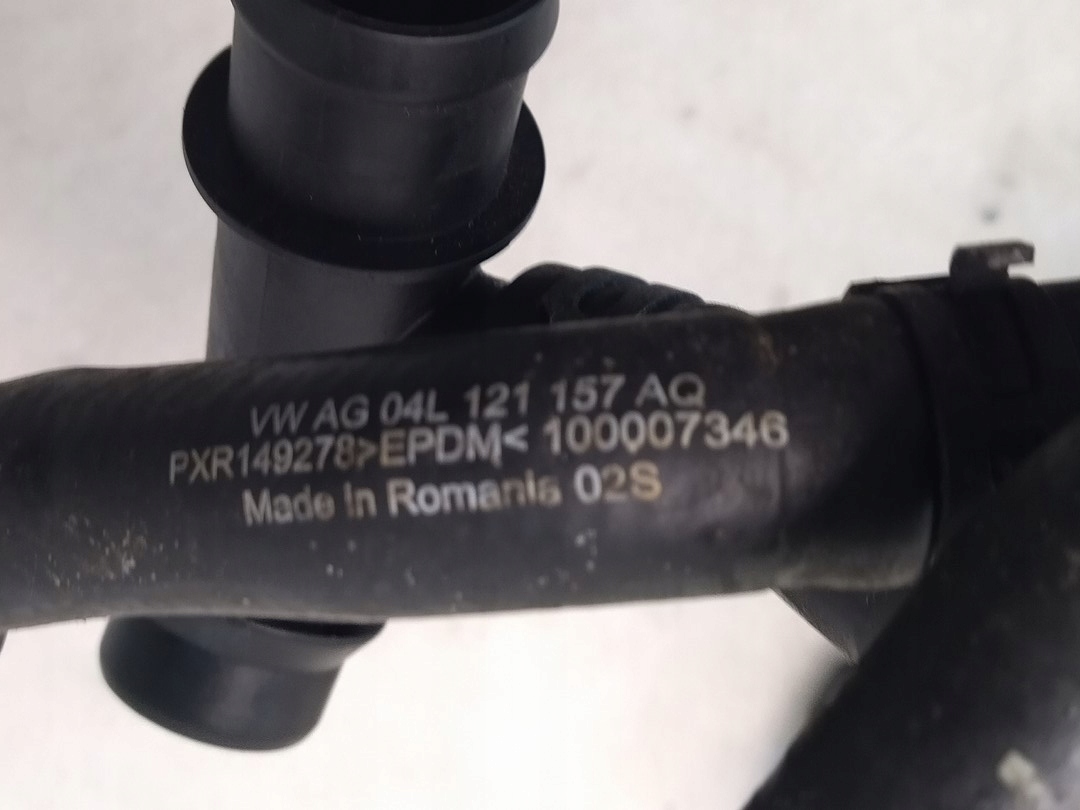 VW AG 04L 121 157 AQ
PXR149278>EPDM< 100007346
Made in Romania 02S